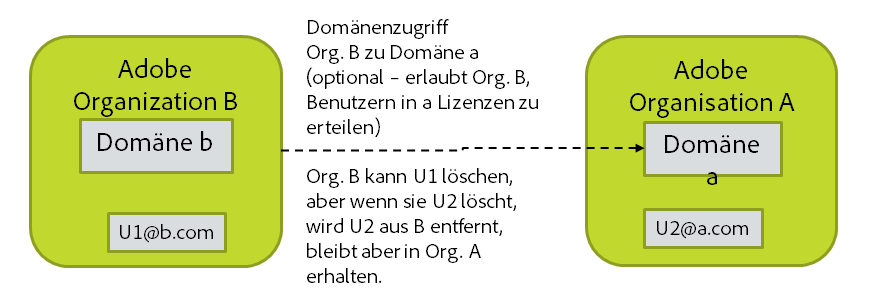 Adobe
Organization B
Domäne b
U1@b.com
Domänenzugriff
Org. B zu Domäne a
(optional – erlaubt Org. B,
Benutzern in a Lizenzen zu
erteilen)
Org. B kann U1 löschen,
aber wenn sie U2 löscht,
wird U2 aus B entfernt,
bleibt aber in Org. A
erhalten.
Adobe
Organisation A
Domäne
a
U2@a.com